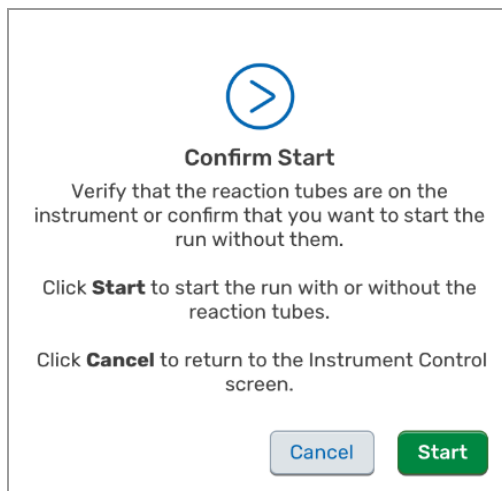 Confirm Start
Verify that the reaction tubes are on the
instrument or confirm that you want to start the
run without them.
Click Start to start the run with or without the
reaction tubes.
Click Cancel to return to the Instrument Control
screen.
Cancel
Start